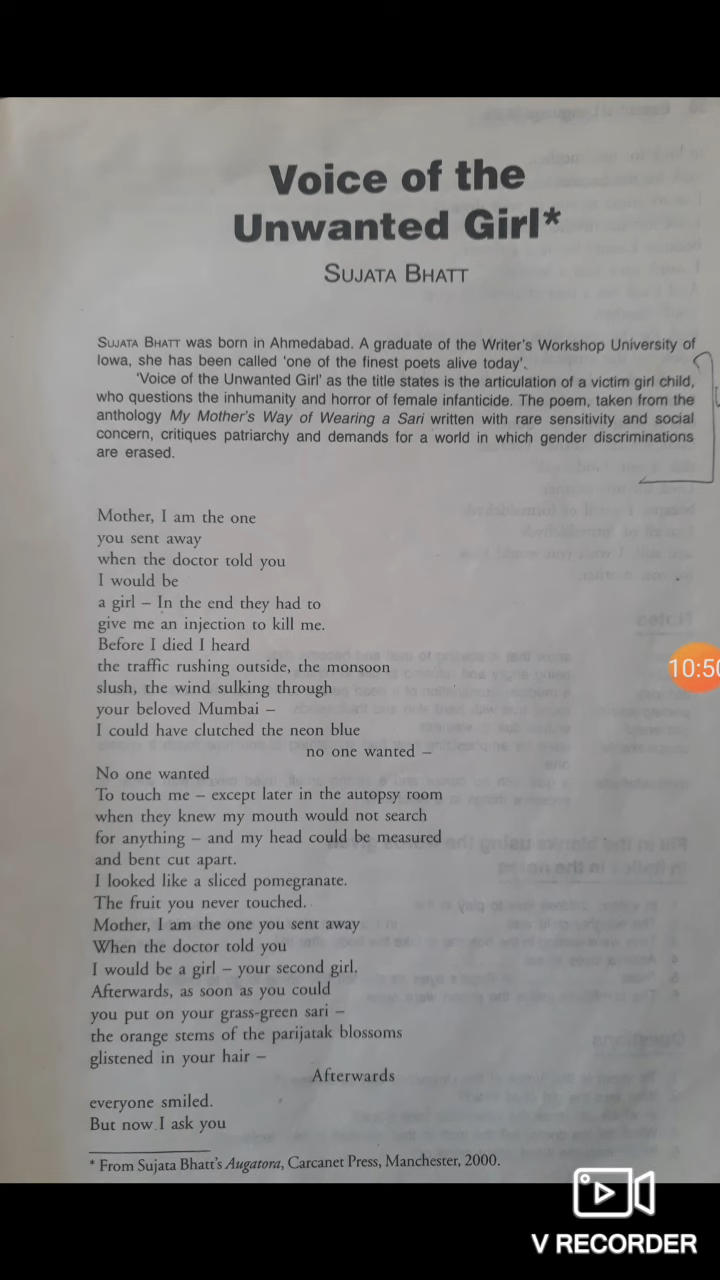 Voice of the
Unwanted Girl*
SUJATA BHATT
SUJATA BHATT was born in Ahmedabad. A graduate of the Writer's Workshop University of
Iowa, she has been called 'one of the finest poets alive today'.
'Voice of the Unwanted Girl' as the title states is the articulation of a victim girl child,
who questions the inhumanity and horror of female infanticide. The poem, taken from the
anthology My Mother's Way of Wearing a Sari written with rare sensitivity and social
concern, critiques patriarchy and demands for a world in which gender discriminations
are erased.
Mother, I am the one
you sent away
when the doctor told you
I would be
a girl – In the end they had to
give me an injection to kill me.
Before I died I heard
the traffic rushing outside, the monsoon
slush, the wind sulking through
your beloved Mumbai –
I could have clutched the neon blue
no one wanted –
No one wanted
To touch me – except later in the autopsy room
when they knew my mouth would not search
for anything – and my head could be measured
and bent cut apart.
I looked like a sliced pomegranate.
The fruit you never touched.
Mother, I am the one you sent away
When the doctor told you
I would be a girl – your second girl.
Afterwards, as soon as you could
you put on your grass-green sari –
the orange stems of the parijatak blossoms
glistened in your hair –
Afterwards
everyone smiled.
But now I ask you
* From Sujata Bhatt's Augatora, Carcanet Press, Manchester, 2000.
10:50
V RECORDER